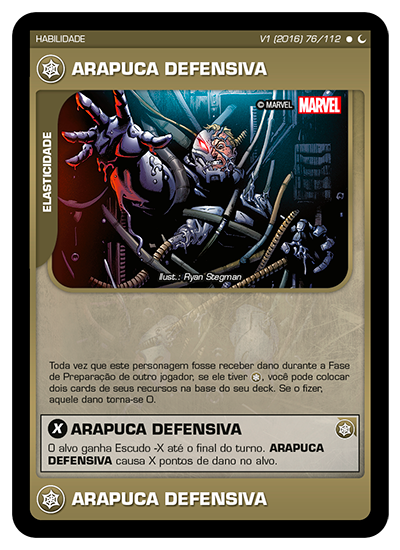 HABILIDADE
V1 (2016) 76/112
ARAPUCA DEFENSIVA
ELASTICIDADE
© MARVEL MARVEL
Ilust.: Ryan Stegman
Toda vez que este personagem fosse receber dano durante a Fase
de Preparação de outro jogador, se ele tiver , você pode colocar
dois cards de seus recursos na base do seu deck. Se o fizer,
aquele dano torna-se 0.
X ARAPUCA DEFENSIVA
O alvo ganha Escudo -X até o final do turno. ARAPUCA
DEFENSIVA causa X pontos de dano no alvo.
ARAPUCA DEFENSIVA